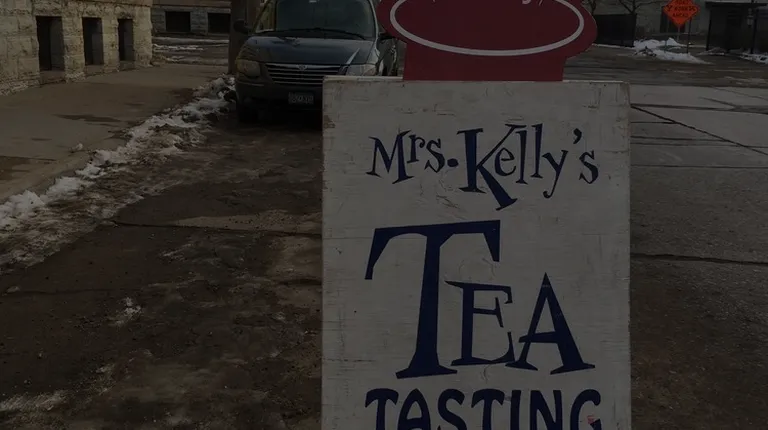 Mrs. Kelly's
TEA
TASTING